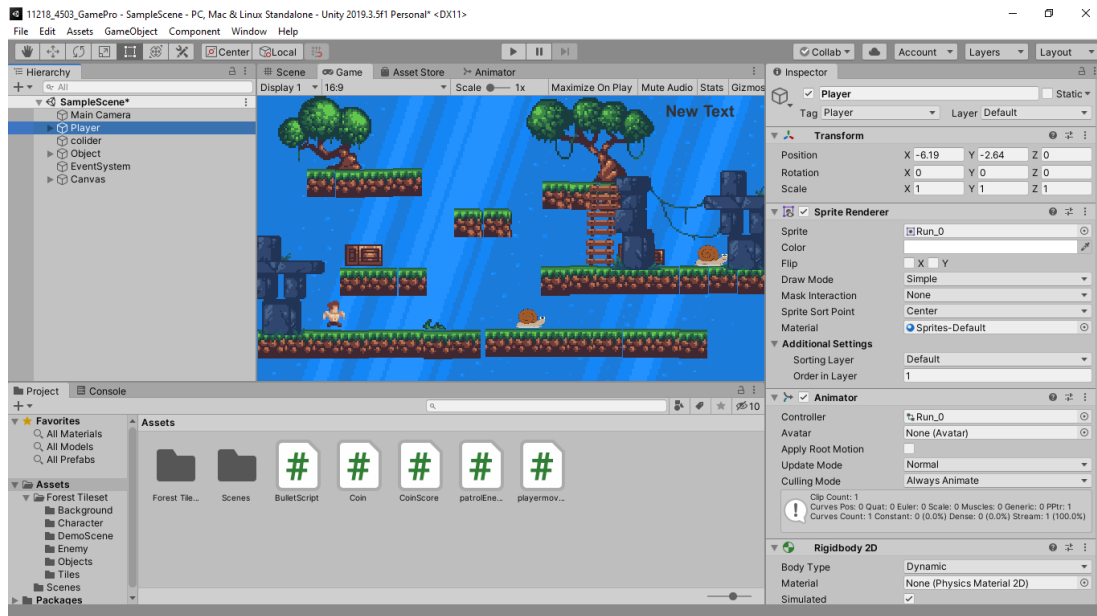 11218_4503_GamePro - SampleScene - PC, Mac & Linux Standalone - Unity 2019.3.5f1 Personal* <DX11>
File Edit Assets GameObject Component Window Help
Center Local Collab Account Layers Layout
Hierarchy
All
SampleScene*
Main Camera
Player
colider
Object
EventSystem
Canvas
Scene Game Asset Store Animator
Display 1 16:9 Scale 1x Maximize On Play Mute Audio Stats Gizmos
New Text
Inspector
Player Static
Tag Player Layer Default
Transform
Position X -6.19 Y -2.64 Z 0
Rotation X 0 Y 0 Z 0
Scale X 1 Y 1 Z 1
Sprite Renderer
Sprite Run_0
Color
Flip X Y
Draw Mode Simple
Mask Interaction None
Sprite Sort Point Center
Material Sprites-Default
Additional Settings
Sorting Layer Default
Order in Layer 1
Animator
Controller Run_0
Avatar None (Avatar)
Apply Root Motion
Update Mode Normal
Culling Mode Always Animate
Clip Count: 1
Curves Pos: 0 Quat: 0 Euler: 0 Scale: 0 Muscles: 0 Generic: 0 PPtr: 1
Curves Count: 1 Constant: 0 (0.0%) Dense: 0 (0.0%) Stream: 1 (100.0%)
Rigidbody 2D
Body Type Dynamic
Material None (Physics Material 2D)
Simulated
Project Console
10
Favorites
All Materials
All Models
All Prefabs
Assets
Forest Tileset
Background
Character
DemoScene
Enemy
Objects
Tiles
Scenes
Packages
Assets
Forest Tile... Scenes BulletScript Coin CoinScore patrolEne... playermov...